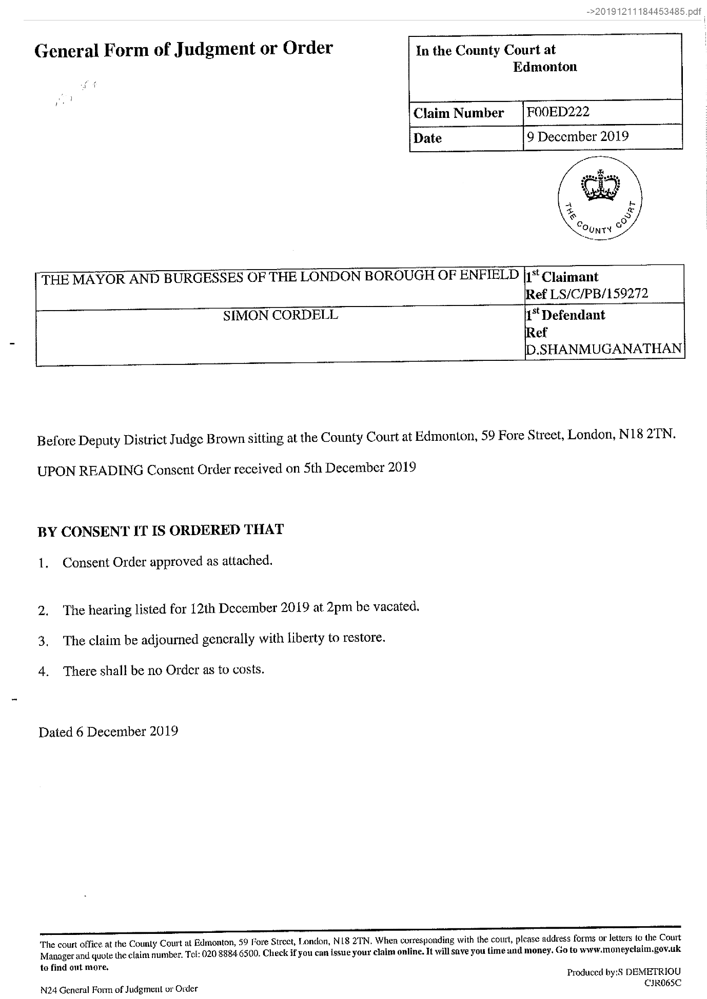 ->20191211184453485.pdf
General Form of Judgment or Order
In the County Court at
Edmonton
Claim Number F00ED222
Date 9 December 2019
THE COUNTY COURT
THE MAYOR AND BURGESSES OF THE LONDON BOROUGH OF ENFIELD 1st Claimant
Ref LS/C/PB/159272
SIMON CORDELL 1st Defendant
Ref
D.SHANMUGANATHAN
Before Deputy District Judge Brown sitting at the County Court at Edmonton, 59 Fore Street, London, N18 2TN.
UPON READING Consent Order received on 5th December 2019
BY CONSENT IT IS ORDERED THAT
1. Consent Order approved as attached.
2. The hearing listed for 12th December 2019 at 2pm be vacated.
3. The claim be adjourned generally with liberty to restore.
4. There shall be no Order as to costs.
Dated 6 December 2019
The court office at the County Court at Edmonton, 59 Fore Street, London, N18 2TN. When corresponding with the court, please address forms or letters to the Court
Manager and quote the claim number. Tel: 020 8884 6500. Check if you can issue your claim online. It will save you time and money. Go to www.moneyclaim.gov.uk
to find out more.
Produced by:S DEMETRIOU
CJR065C
N24 General Form of Judgment or Order